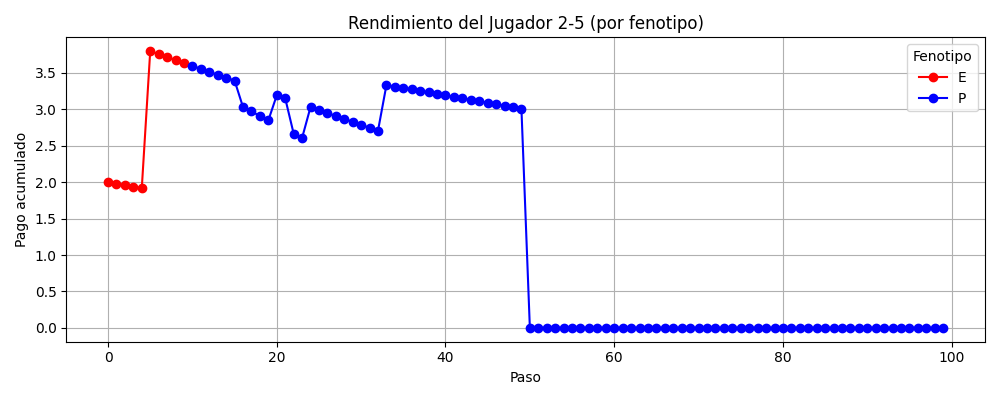 Rendimiento del Jugador 2-5 (por fenotipo)
Pago acumulado
3.5
3.0
2.5
2.0
1.5
1.0
0.5
0.0
Fenotipo
E
P
0 20 40 60 80 100
Paso